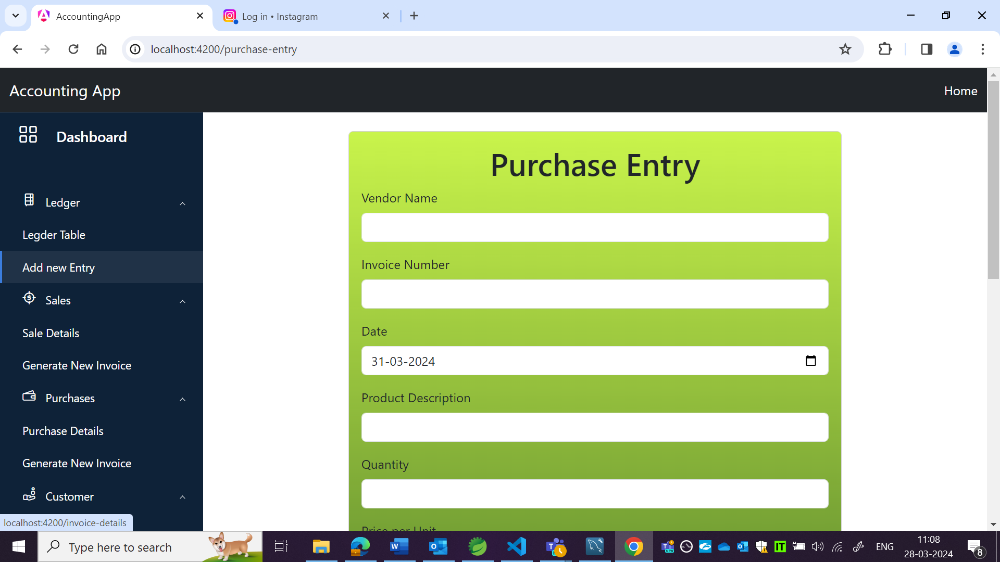 AccountingApp
Log in • Instagram
localhost:4200/purchase-entry
Accounting App
Home
Dashboard
Ledger
Legder Table
Add new Entry
Sales
Sale Details
Generate New Invoice
Purchases
Purchase Details
Generate New Invoice
Customer
localhost:4200/invoice-details
Purchase Entry
Vendor Name
Invoice Number
Date
31-03-2024
Product Description
Quantity
Price per Unit
Type here to search
ENG
11:08
28-03-2024
8